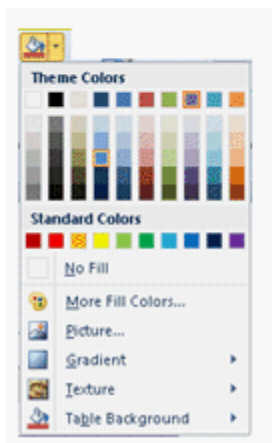 Theme Colors
Standard Colors
No Fill
More Fill Colors...
Picture...
Gradient
Texture
Table Background